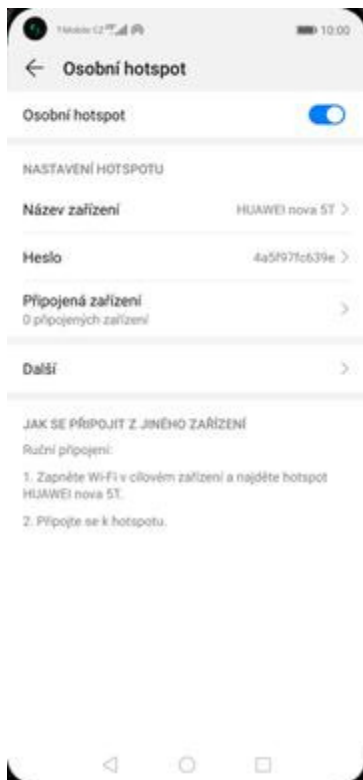 T-Mobile CZ 10:00
Osobní hotspot
Osobní hotspot
NASTAVENÍ HOTSPOTU
Název zařízení HUAWEI nova 5T
Heslo 4a5f97fc639e
Připojená zařízení
0 připojených zařízení
Další
JAK SE PŘIPOJIT Z JINÉHO ZAŘÍZENÍ
Ruční připojení:
1. Zapněte Wi-Fi v cílovém zařízení a najděte hotspot
HUAWEI nova 5T.
2. Připojte se k hotspotu.